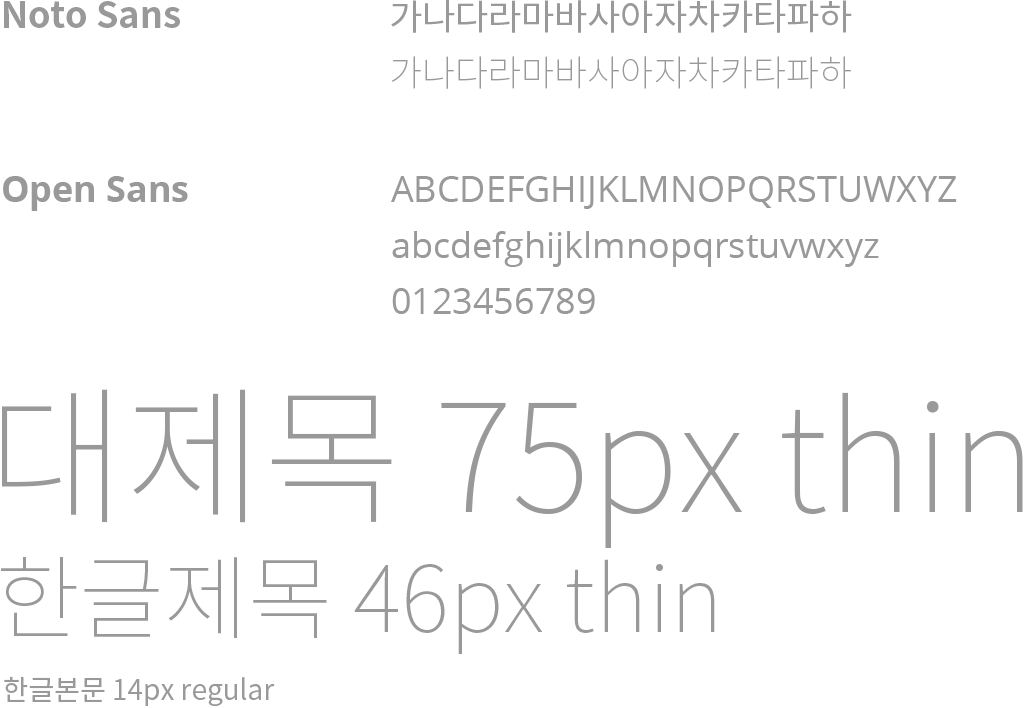 Noto Sans 가나다라마바사아자차카타파하
가나다라마바사아자차카타파하
Open Sans ABCDEFGHIJKLMNOPQRSTUWXYZ
abcdefghijklmnopqrstuvwxyz
0123456789
대제목 75px thin
한글제목 46px thin
한글본문 14px regular